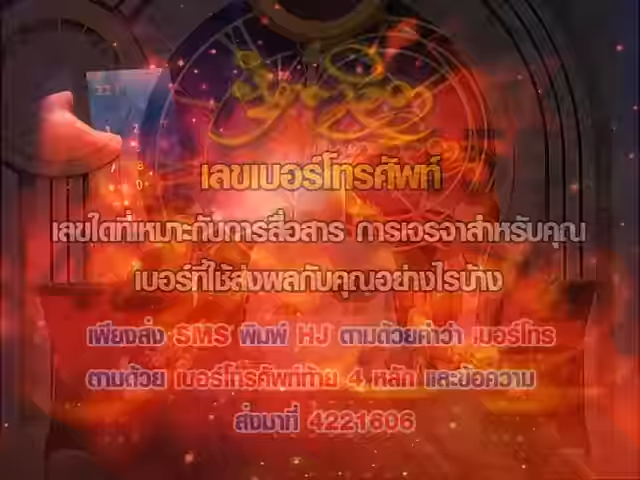 เลขเบอร์โทรศัพท์
เลขใดที่เหมาะกับการสื่อสาร การเจรจาสำหรับคุณ
เบอร์ที่ใช้ส่งผลกับคุณอย่างไรบ้าง
เพียงส่ง SMS พิมพ์ HJ ตามด้วยคำว่า เบอร์โทร
ตามด้วย เบอร์โทรศัพท์ท้าย 4 หลัก และข้อความ
ส่งมาที่ 4221606